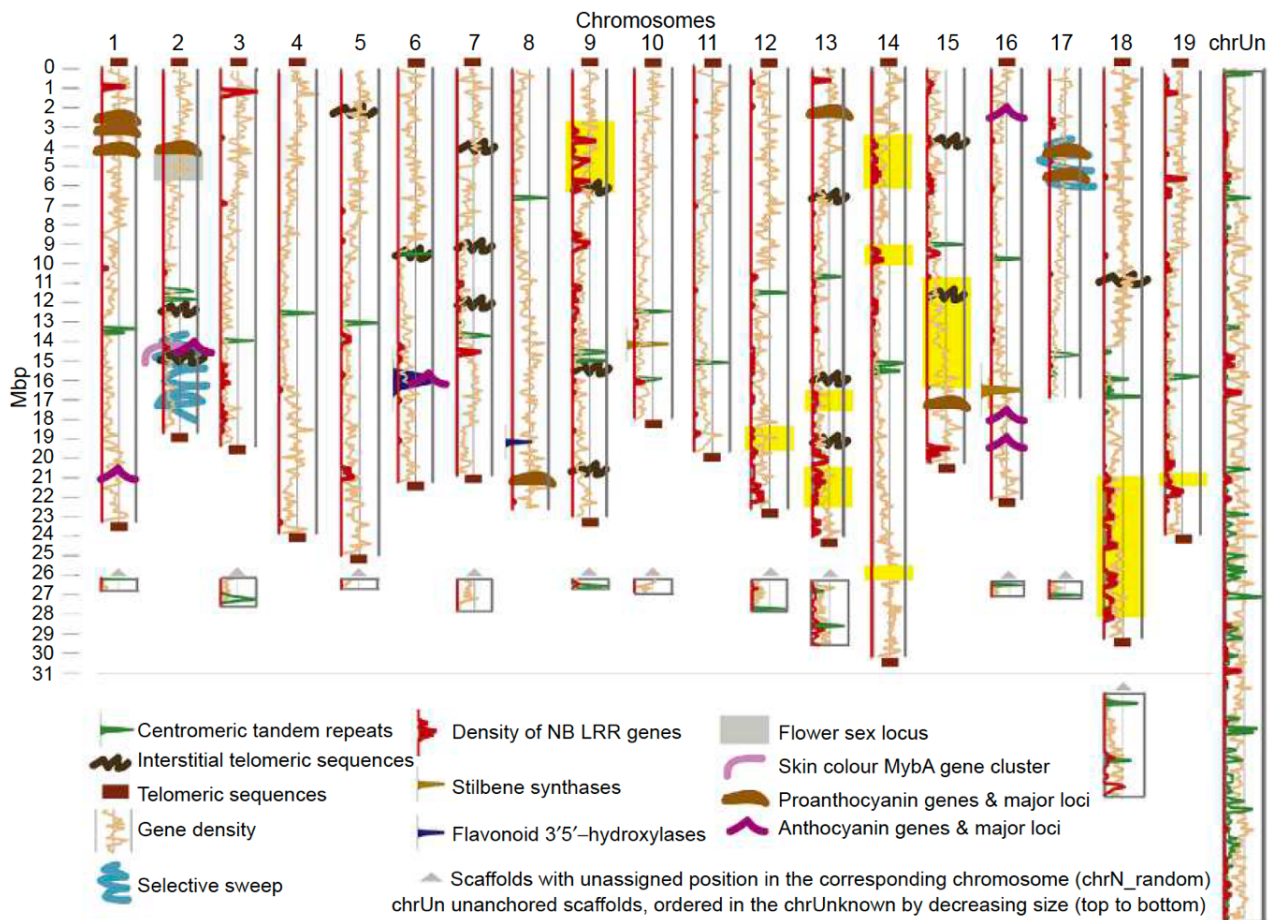 Chromosomes
1 2 3 4 5 6 7 8 9 10 11 12 13 14 15 16 17 18 19 chrUn
Mbp
0
1
2
3
4
5
6
7
8
9
10
11
12
13
14
15
16
17
18
19
20
21
22
23
24
25
26
27
28
29
30
31
Centromeric tandem repeats
Interstitial telomeric sequences
Telomeric sequences
Gene density
Selective sweep
Density of NB LRR genes
Stilbene synthases
Flavonoid 3′5′–hydroxylases
Flower sex locus
Skin colour MybA gene cluster
Proanthocyanin genes & major loci
Anthocyanin genes & major loci
Scaffolds with unassigned position in the corresponding chromosome (chrN_random)
chrUn unanchored scaffolds, ordered in the chrUnknown by decreasing size (top to bottom)